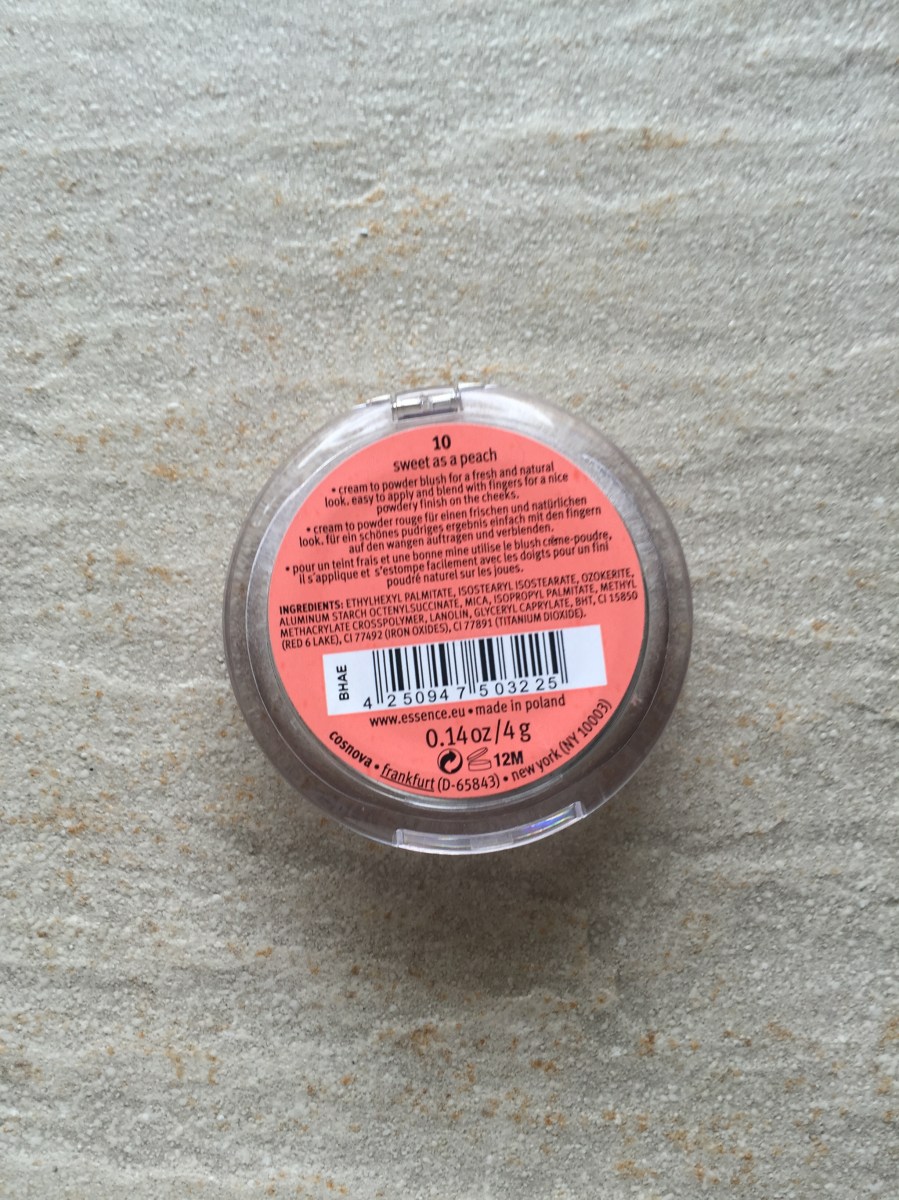 10
sweet as a peach
• cream to powder blush for a fresh and natural
look. easy to apply and blend with fingers for a nice
powdery finish on the cheeks.
• cream to powder rouge für einen frischen und natürlichen
look. für ein schönes pudriges ergebnis einfach mit den fingern
auf den wangen auftragen und verblenden.
• pour un teint frais et une bonne mine utilise le blush crème-poudre,
il s'applique et s'estompe facilement avec les doigts pour un fini
poudré naturel sur les joues.
INGREDIENTS: ETHYLHEXYL PALMITATE, ISOSTEARYL ISOSTEARATE, OZOKERITE,
ALUMINUM STARCH OCTENYLSUCCINATE, MICA, ISOPROPYL PALMITATE, METHYL
METHACRYLATE CROSSPOLYMER, LANOLIN, GLYCERYL CAPRYLATE, BHT, CI 15850
(RED 6 LAKE), CI 77492 (IRON OXIDES), CI 77891 (TITANIUM DIOXIDE).
BHAE
4 250947 503225
www.essence.eu • made in poland
0.14 oz/4 g
12M
cosnova • frankfurt (D-65843) • new york (NY 10003)